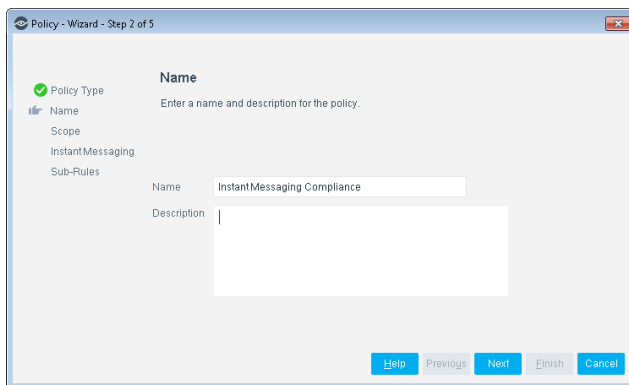 Policy - Wizard - Step 2 of 5
Policy Type
Name
Scope
Instant Messaging
Sub-Rules
Name
Enter a name and description for the policy.
Name Instant Messaging Compliance
Description
Help Previous Next Finish Cancel